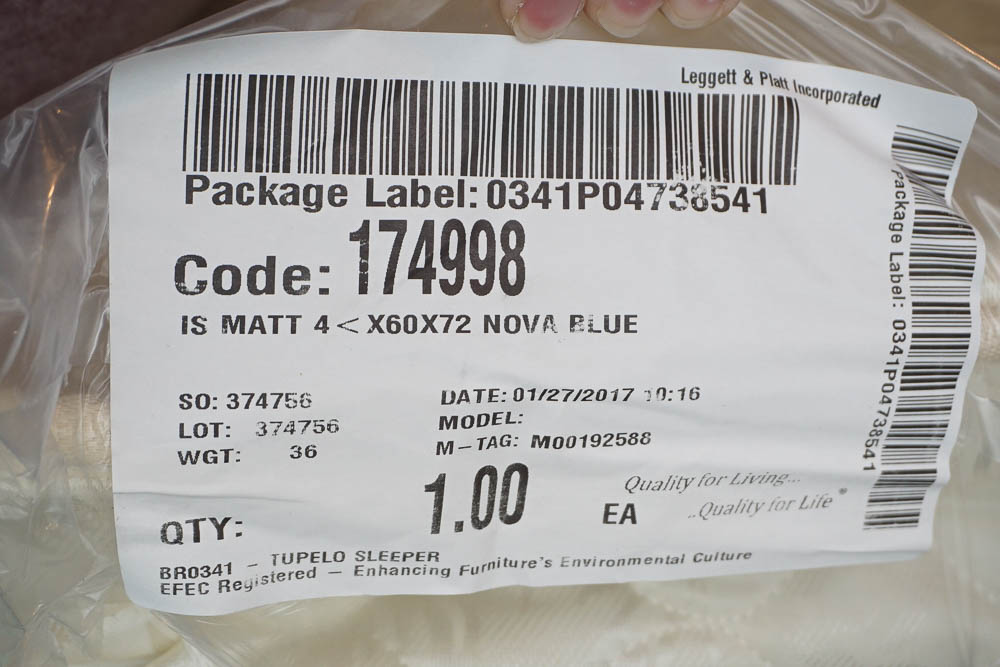 Leggett & Platt Incorporated
Package Label: 0341P04738541
Code: 174998
IS MATT 4< X60X72 NOVA BLUE
SO: 374756
LOT: 374756
WGT: 36
DATE: 01/27/2017 10:16
MODEL:
M-TAG: M00192588
QTY: 1.00 EA
Quality for Living...
..Quality for Life®
BR0341 - TUPELO SLEEPER
EFEC Registered - Enhancing Furniture's Environmental Culture
Package Label: 0341P04738541